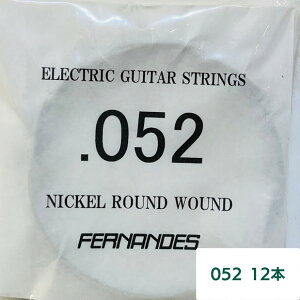 ELECTRIC GUITAR STRINGS
.052
NICKEL ROUND WOUND
FERNANDES
052 12本